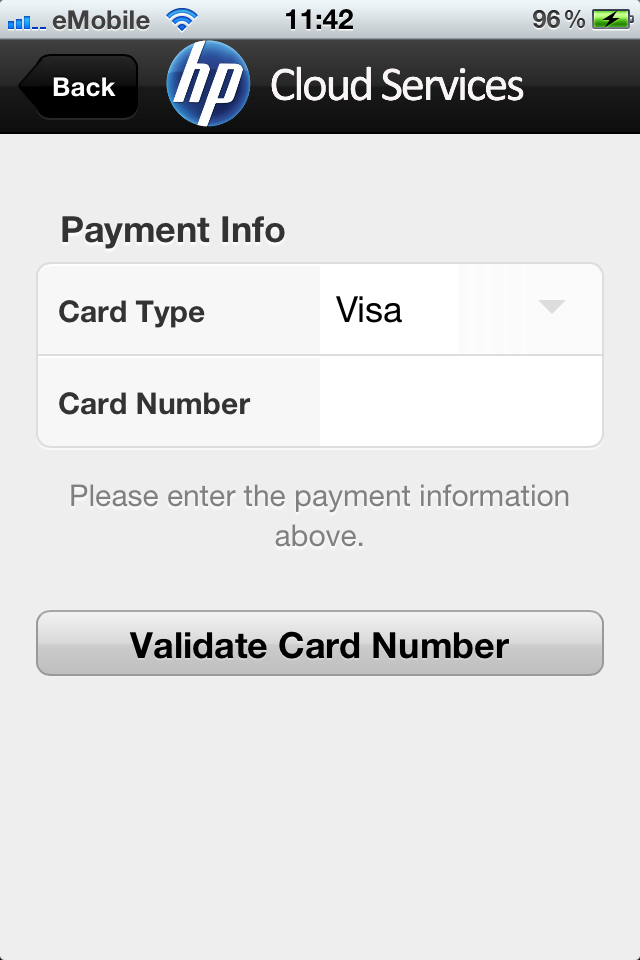 eMobile 11:42 96%
Back hp Cloud Services
Payment Info
Card Type Visa
Card Number
Please enter the payment information
above.
Validate Card Number